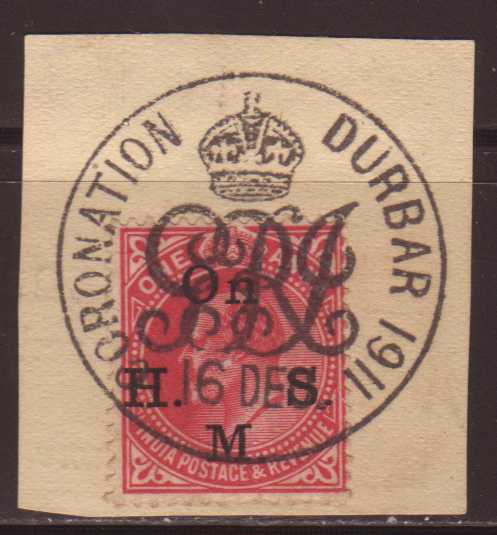 CORONATION DURBAR 1911
ONE ANNA
On
H. S.
M.
16 DEC
INDIA POSTAGE & REVENUE